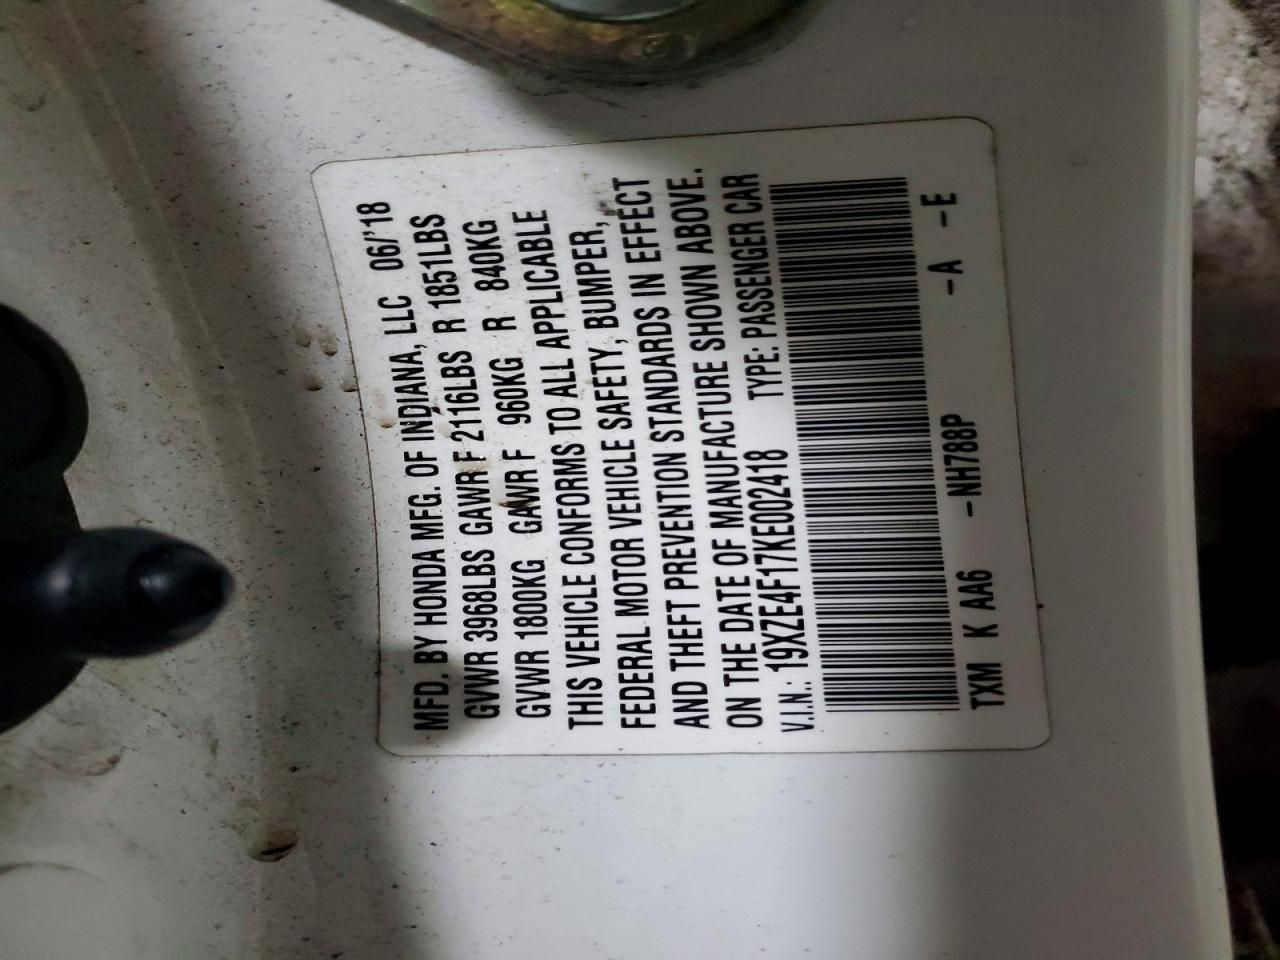 MFD. BY HONDA MFG. OF INDIANA, LLC 06/'18
GVWR 3968LBS GAWR F 2116LBS R 1851LBS
GVWR 1800KG GAWR F 960KG R 840KG
THIS VEHICLE CONFORMS TO ALL APPLICABLE
FEDERAL MOTOR VEHICLE SAFETY, BUMPER,
AND THEFT PREVENTION STANDARDS IN EFFECT
ON THE DATE OF MANUFACTURE SHOWN ABOVE.
V.I.N.: 19XZE4F17KE002418 TYPE: PASSENGER CAR
TXM K AA6 -NH788P -A -E